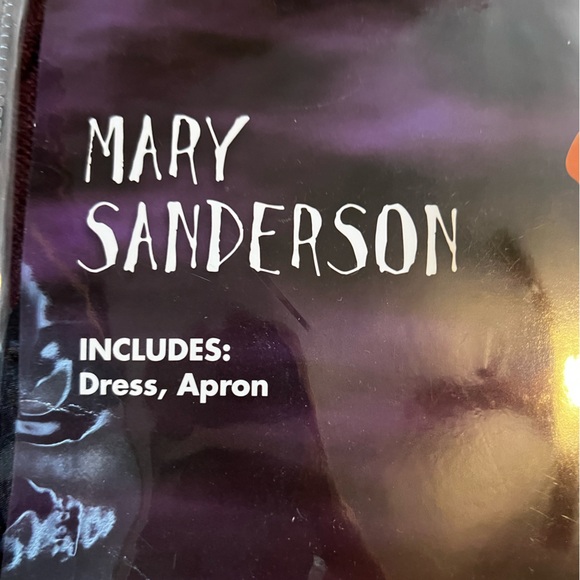 MARY
SANDERSON
INCLUDES:
Dress, Apron